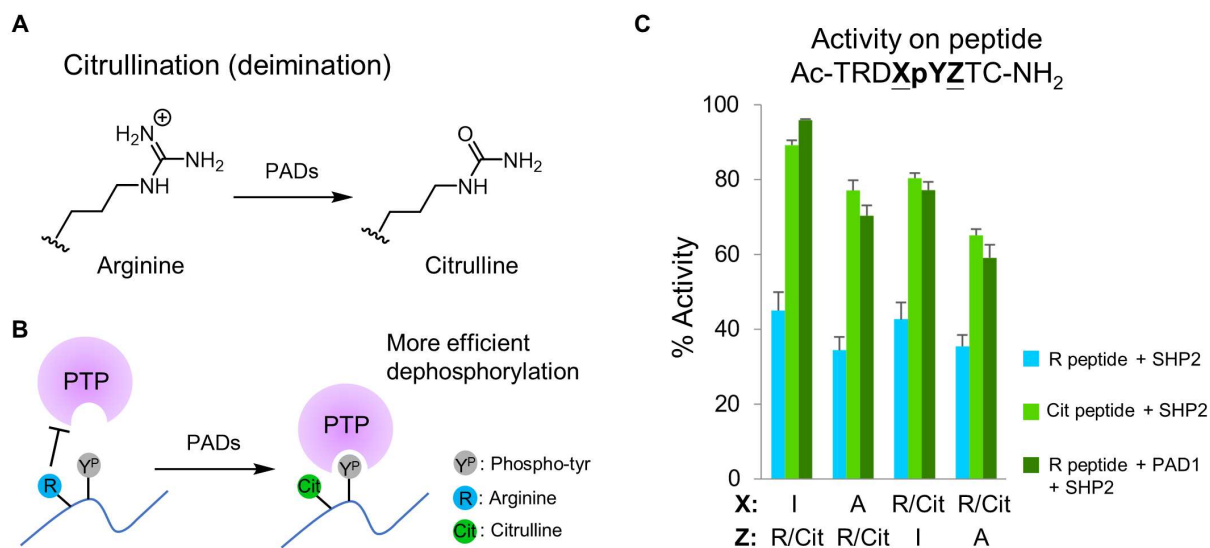 A
Citrullination (deimination)
H₂N⊕
NH₂
NH
PADs
O
NH₂
NH
Arginine
Citrulline
B
More efficient
dephosphorylation
PTP
PADs
PTP
R
Yᴾ
Cit
Yᴾ
Yᴾ : Phospho-tyr
R : Arginine
Cit : Citrulline
C
Activity on peptide
Ac-TRDXpYZTC-NH₂
% Activity
100
80
60
40
20
0
R peptide + SHP2
Cit peptide + SHP2
R peptide + PAD1
+ SHP2
X: I A R/Cit R/Cit
Z: R/Cit R/Cit I A